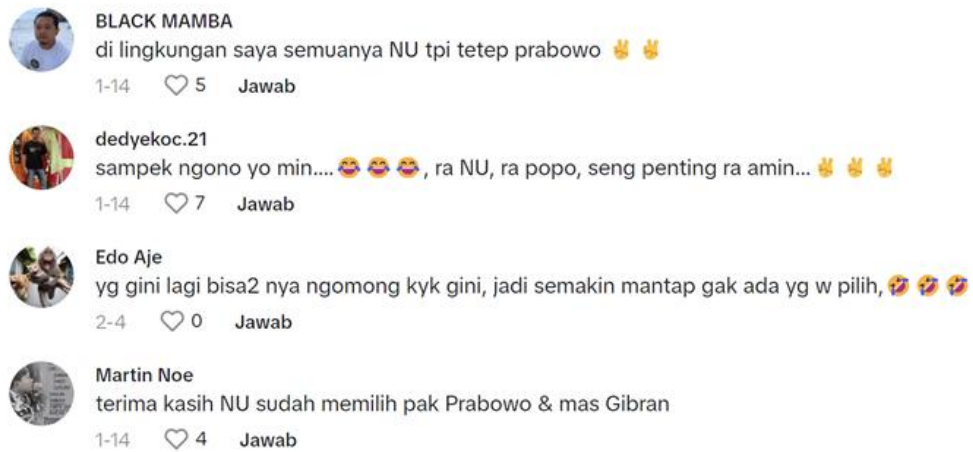 BLACK MAMBA
di lingkungan saya semuanya NU tpi tetep prabowo ✌️ ✌️
1-14 5 Jawab
dedyekoc.21
sampek ngono yo min....😂 😂 😂, ra NU, ra popo, seng penting ra amin... ✌️ ✌️ ✌️
1-14 7 Jawab
Edo Aje
yg gini lagi bisa2 nya ngomong kyk gini, jadi semakin mantap gak ada yg w pilih, 🤣 🤣 🤣
2-4 0 Jawab
Martin Noe
terima kasih NU sudah memilih pak Prabowo & mas Gibran
1-14 4 Jawab